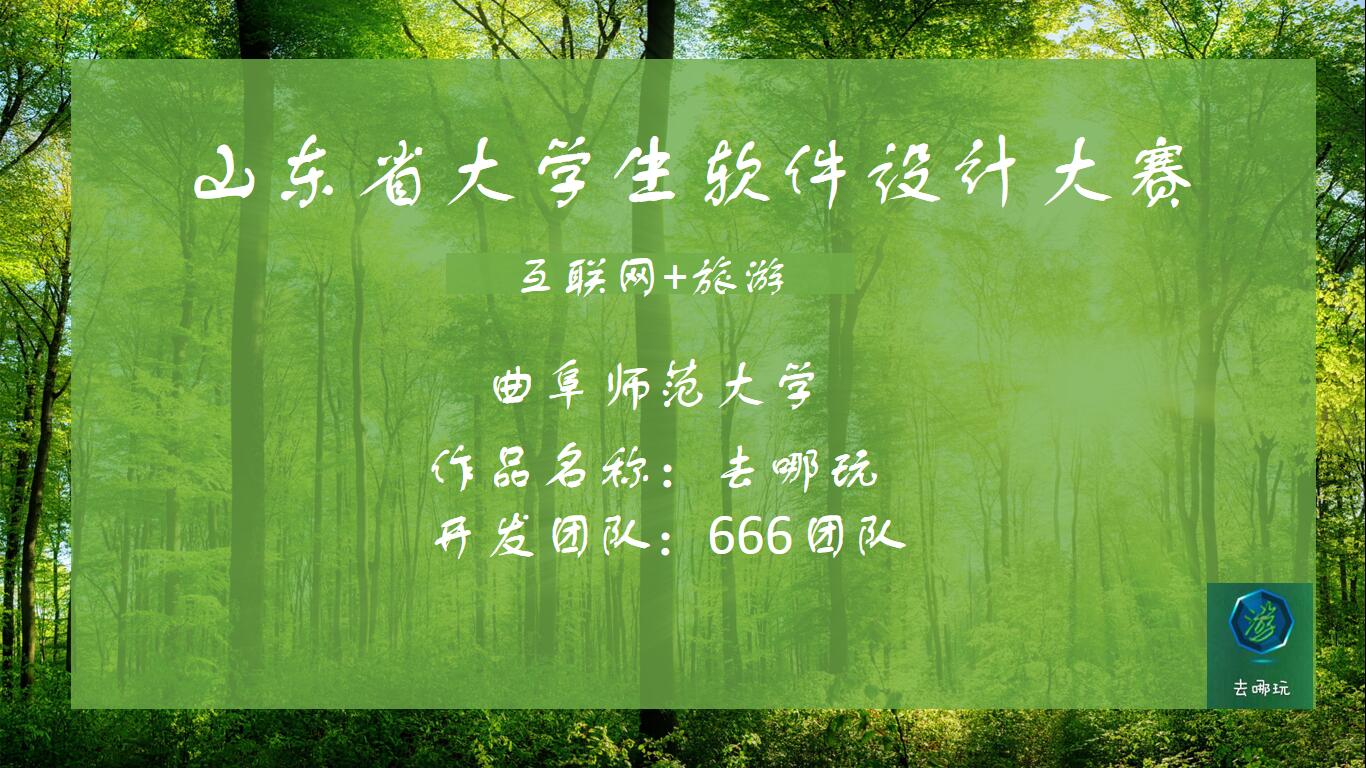 山东省大学生软件设计大赛
互联网+旅游
曲阜师范大学
作品名称：去哪玩
开发团队：666团队
游
去哪玩